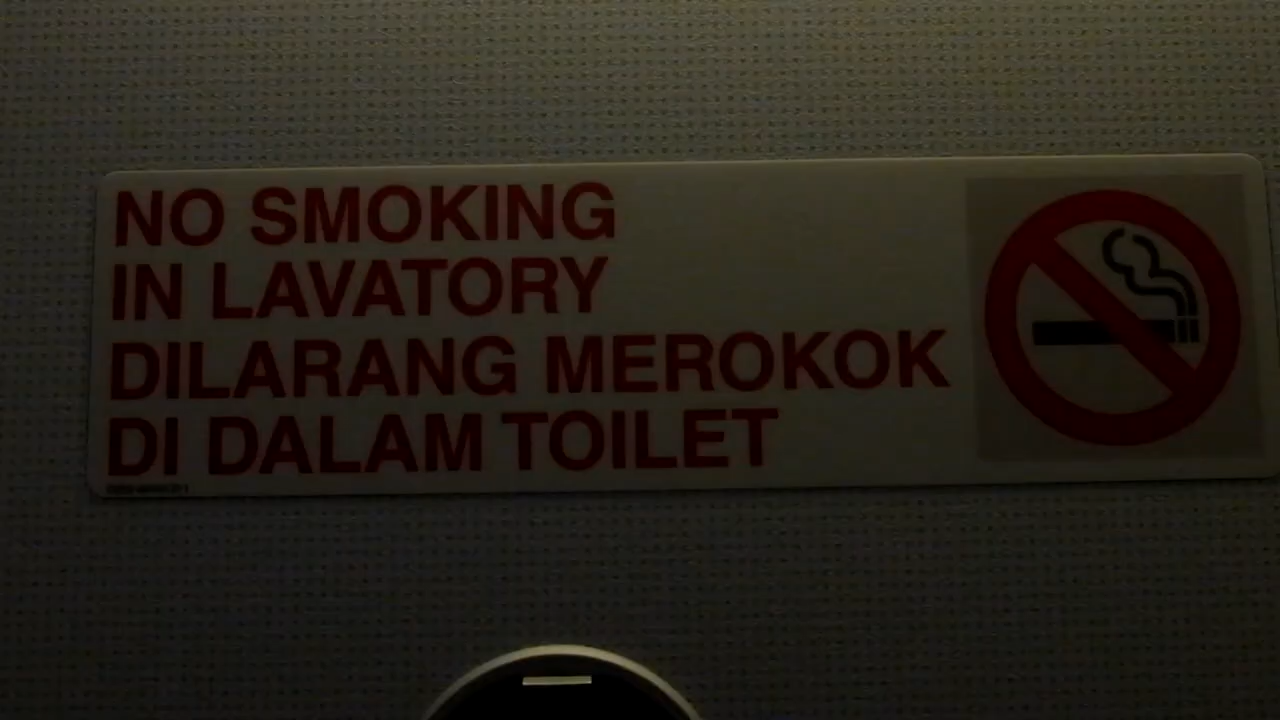 NO SMOKING
IN LAVATORY
DILARANG MEROKOK
DI DALAM TOILET